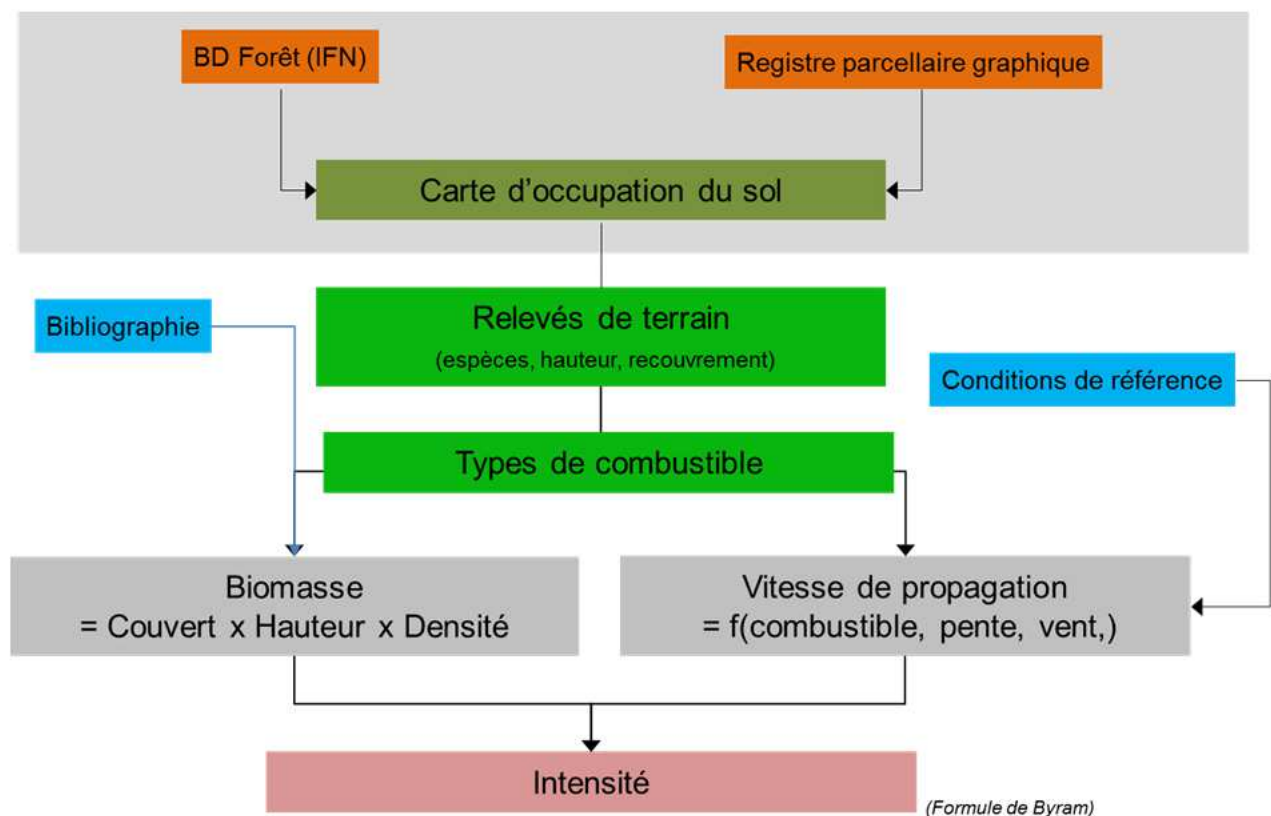 BD Forêt (IFN)
Registre parcellaire graphique
Carte d'occupation du sol
Bibliographie
Relevés de terrain
(espèces, hauteur, recouvrement)
Conditions de référence
Types de combustible
Biomasse
= Couvert x Hauteur x Densité
Vitesse de propagation
= f(combustible, pente, vent,)
Intensité
(Formule de Byram)